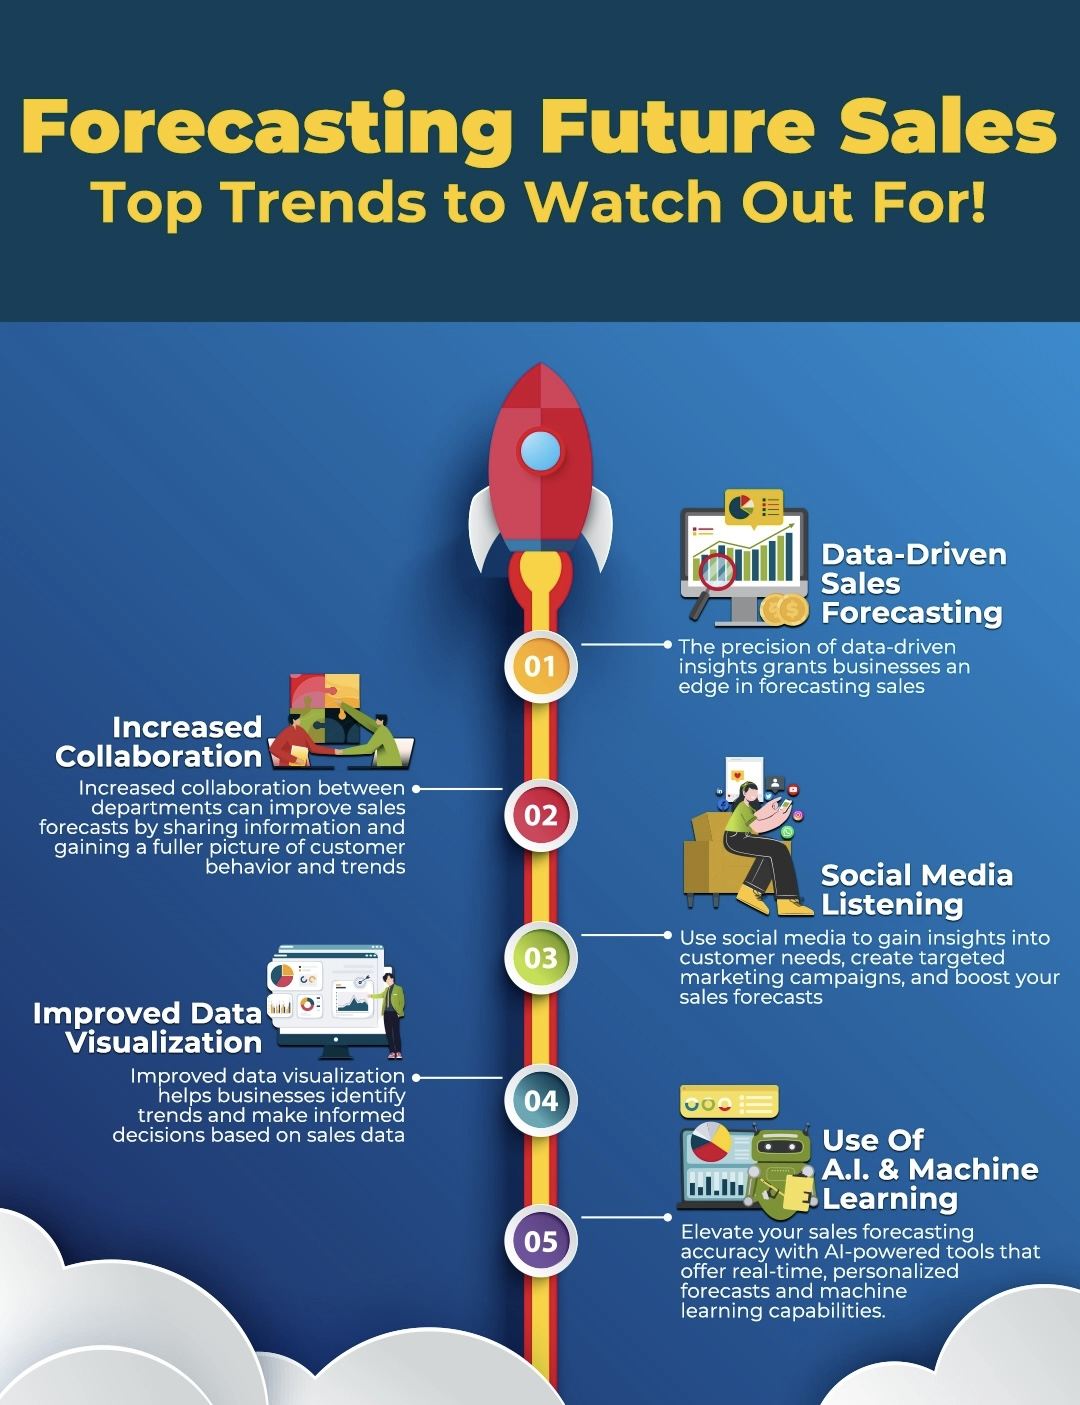 Forecasting Future Sales
Top Trends to Watch Out For!
01
Data-Driven
Sales
Forecasting
The precision of data-driven
insights grants businesses an
edge in forecasting sales
02
Increased
Collaboration
Increased collaboration between
departments can improve sales
forecasts by sharing information and
gaining a fuller picture of customer
behavior and trends
03
Social Media
Listening
Use social media to gain insights into
customer needs, create targeted
marketing campaigns, and boost your
sales forecasts
04
Improved Data
Visualization
Improved data visualization
helps businesses identify
trends and make informed
decisions based on sales data
05
Use Of
A.I. & Machine
Learning
Elevate your sales forecasting
accuracy with AI-powered tools that
offer real-time, personalized
forecasts and machine
learning capabilities.